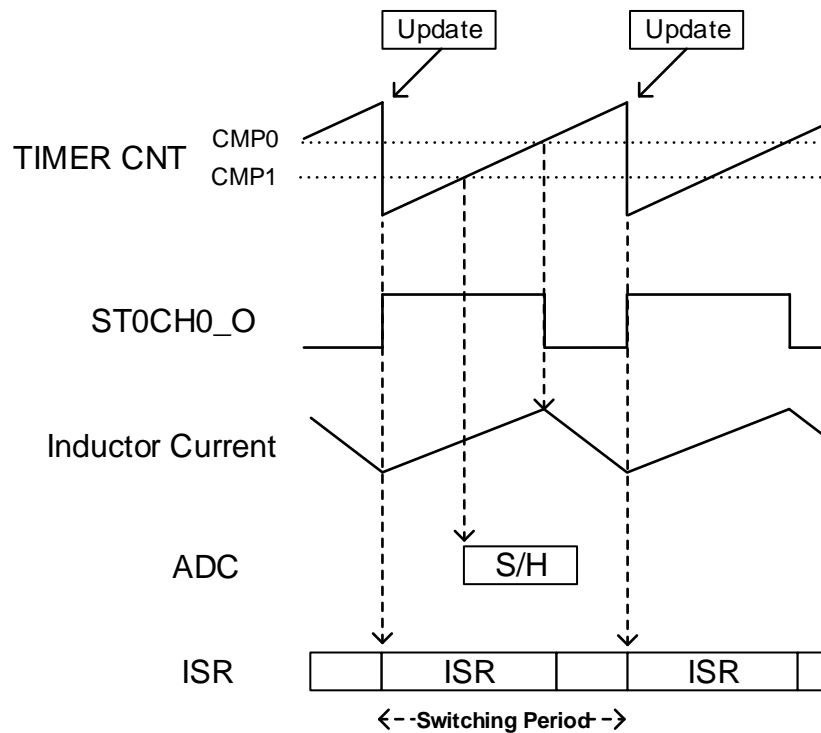 Update Update
CMP0
TIMER CNT
CMP1
ST0CH0_O
Inductor Current
ADC S/H
ISR ISR ISR
Switching Period